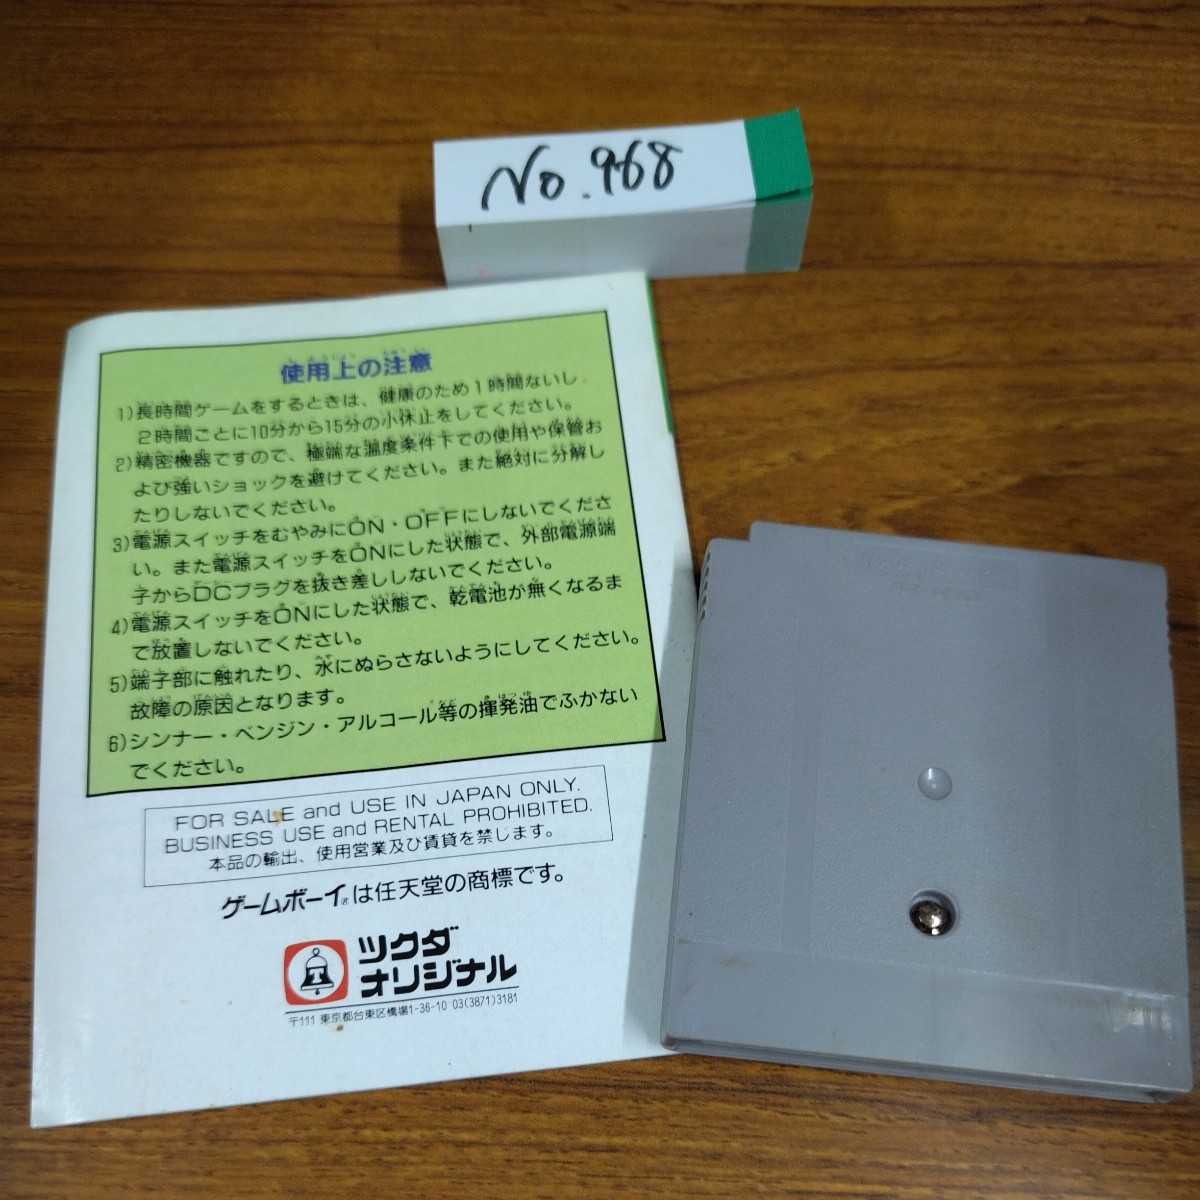 No.968
使用上の注意
1)長時間ゲームをするときは、健康のため1時間ないし
2時間ごとに10分から15分の小休止をしてください。
2)精密機器ですので、極端な温度条件下での使用や保管お
よび強いショックを避けてください。また絶対に分解し
たりしないでください。
3)電源スイッチをむやみにON・OFFにしないでくださ
い。また電源スイッチをONにした状態で、外部電源端
子からDCプラグを抜き差ししないでください。
4)電源スイッチをONにした状態で、乾電池が無くなるま
で放置しないでください。
5)端子部に触れたり、水にぬらさないようにしてください。
故障の原因となります。
6)シンナー・ベンジン・アルコール等の揮発油でふかない
でください。
FOR SALE and USE IN JAPAN ONLY.
BUSINESS USE and RENTAL PROHIBITED.
本品の輸出、使用営業及び賃貸を禁じます。
ゲームボーイ®は任天堂の商標です。
ツクダ
オリジナル
〒111 東京都台東区橋場1-36-10 03(3871)3181